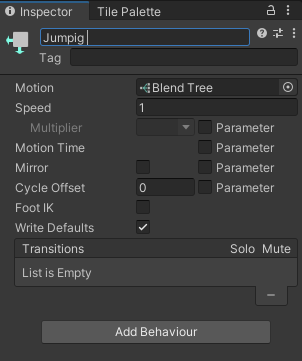 Inspector
Tile Palette
Jumpig
Tag
Motion
Blend Tree
Speed
1
Multiplier
Parameter
Motion Time
Parameter
Mirror
Parameter
Cycle Offset
0
Parameter
Foot IK
Write Defaults
Transitions
Solo Mute
List is Empty
Add Behaviour